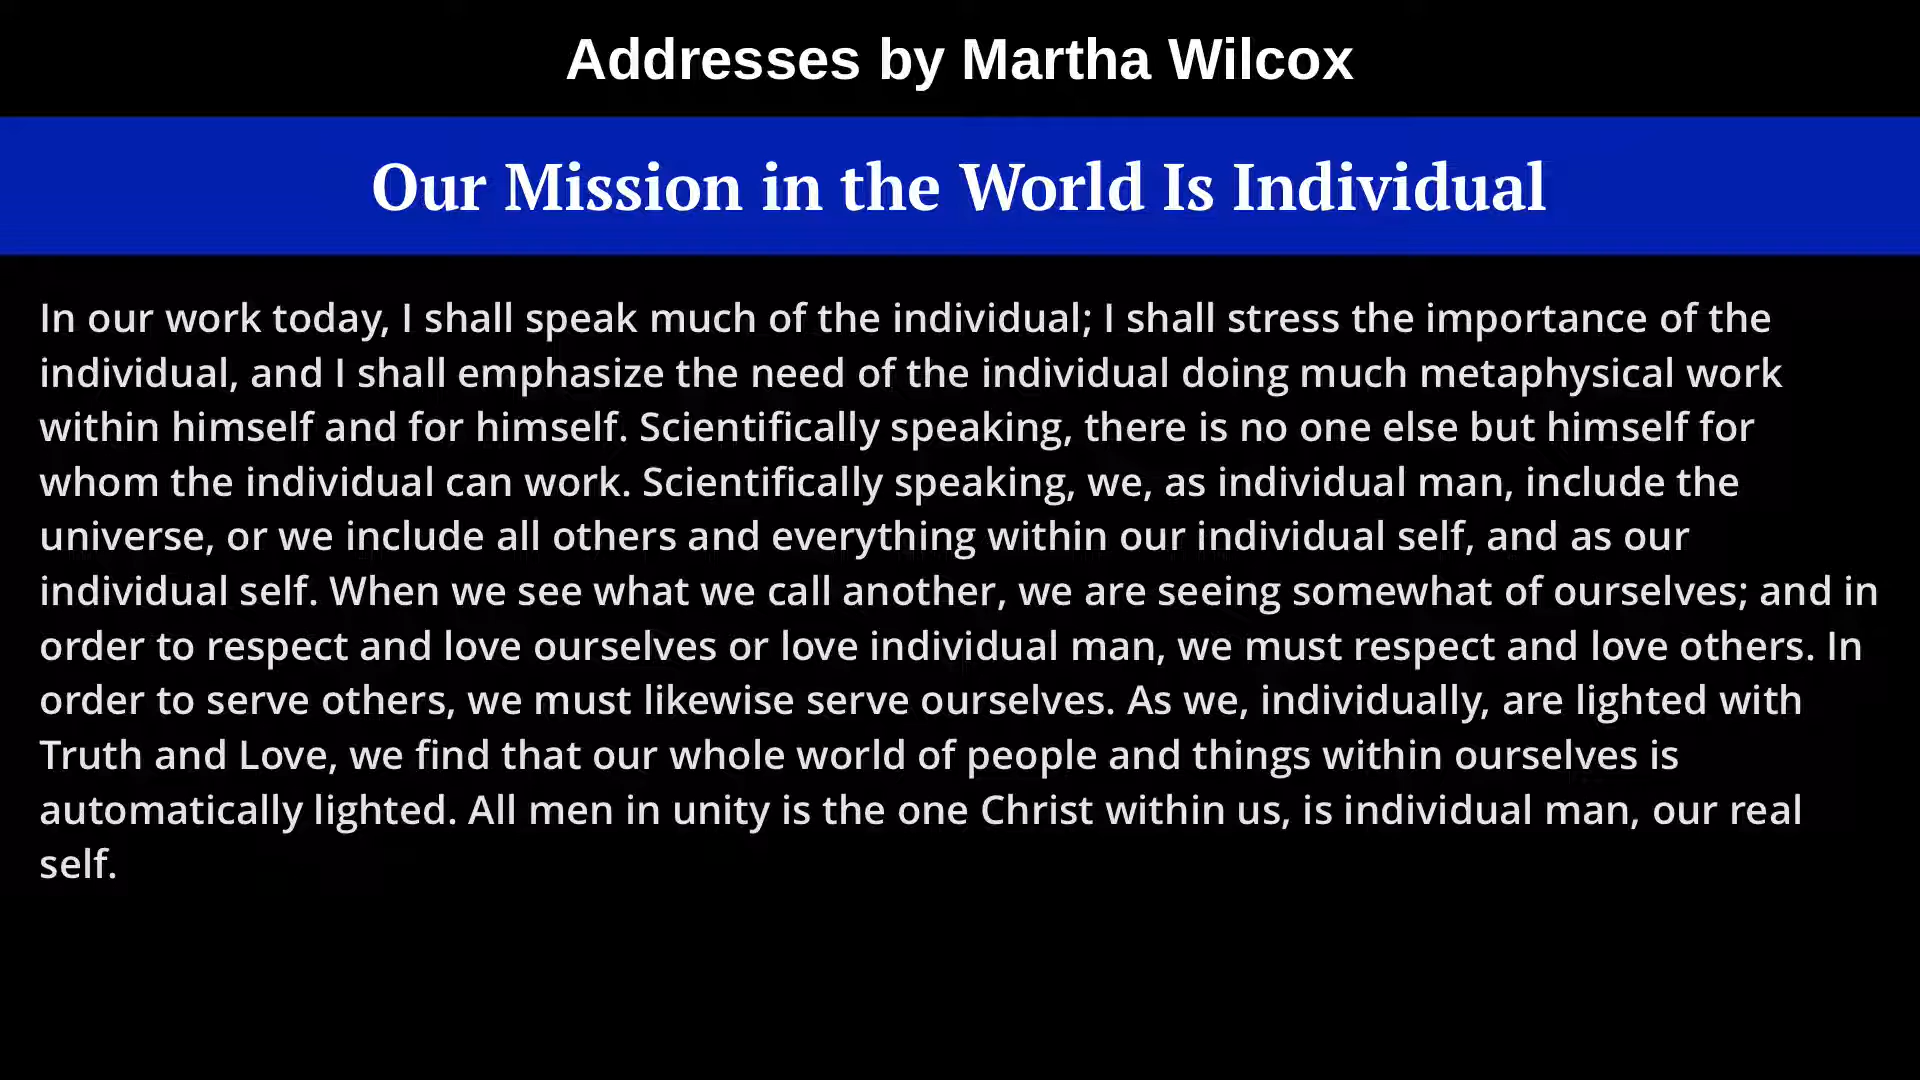 Addresses by Martha Wilcox
Our Mission in the World Is Individual
In our work today, I shall speak much of the individual; I shall stress the importance of the
individual, and I shall emphasize the need of the individual doing much metaphysical work
within himself and for himself. Scientifically speaking, there is no one else but himself for
whom the individual can work. Scientifically speaking, we, as individual man, include the
universe, or we include all others and everything within our individual self, and as our
individual self. When we see what we call another, we are seeing somewhat of ourselves; and in
order to respect and love ourselves or love individual man, we must respect and love others. In
order to serve others, we must likewise serve ourselves. As we, individually, are lighted with
Truth and Love, we find that our whole world of people and things within ourselves is
automatically lighted. All men in unity is the one Christ within us, is individual man, our real
self.